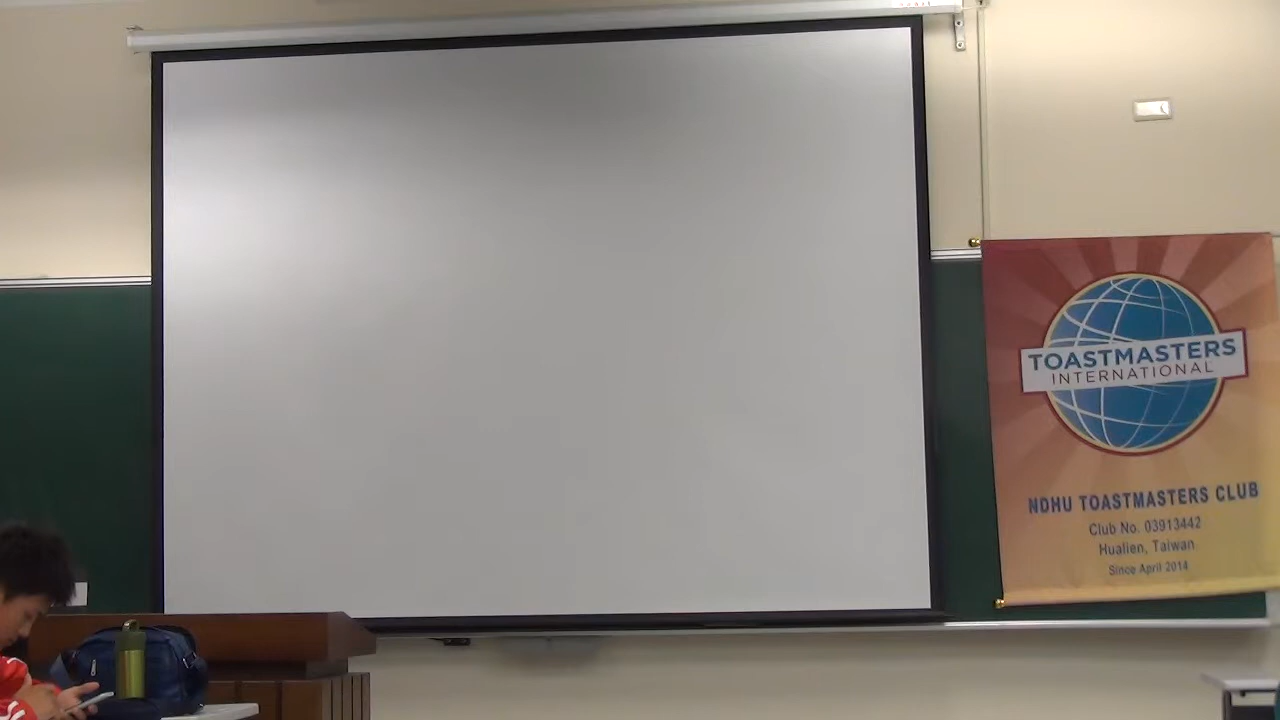 TOASTMASTERS
INTERNATIONAL
NDHU TOASTMASTERS CLUB
Club No. 03913442
Hualien, Taiwan
Since April 2014